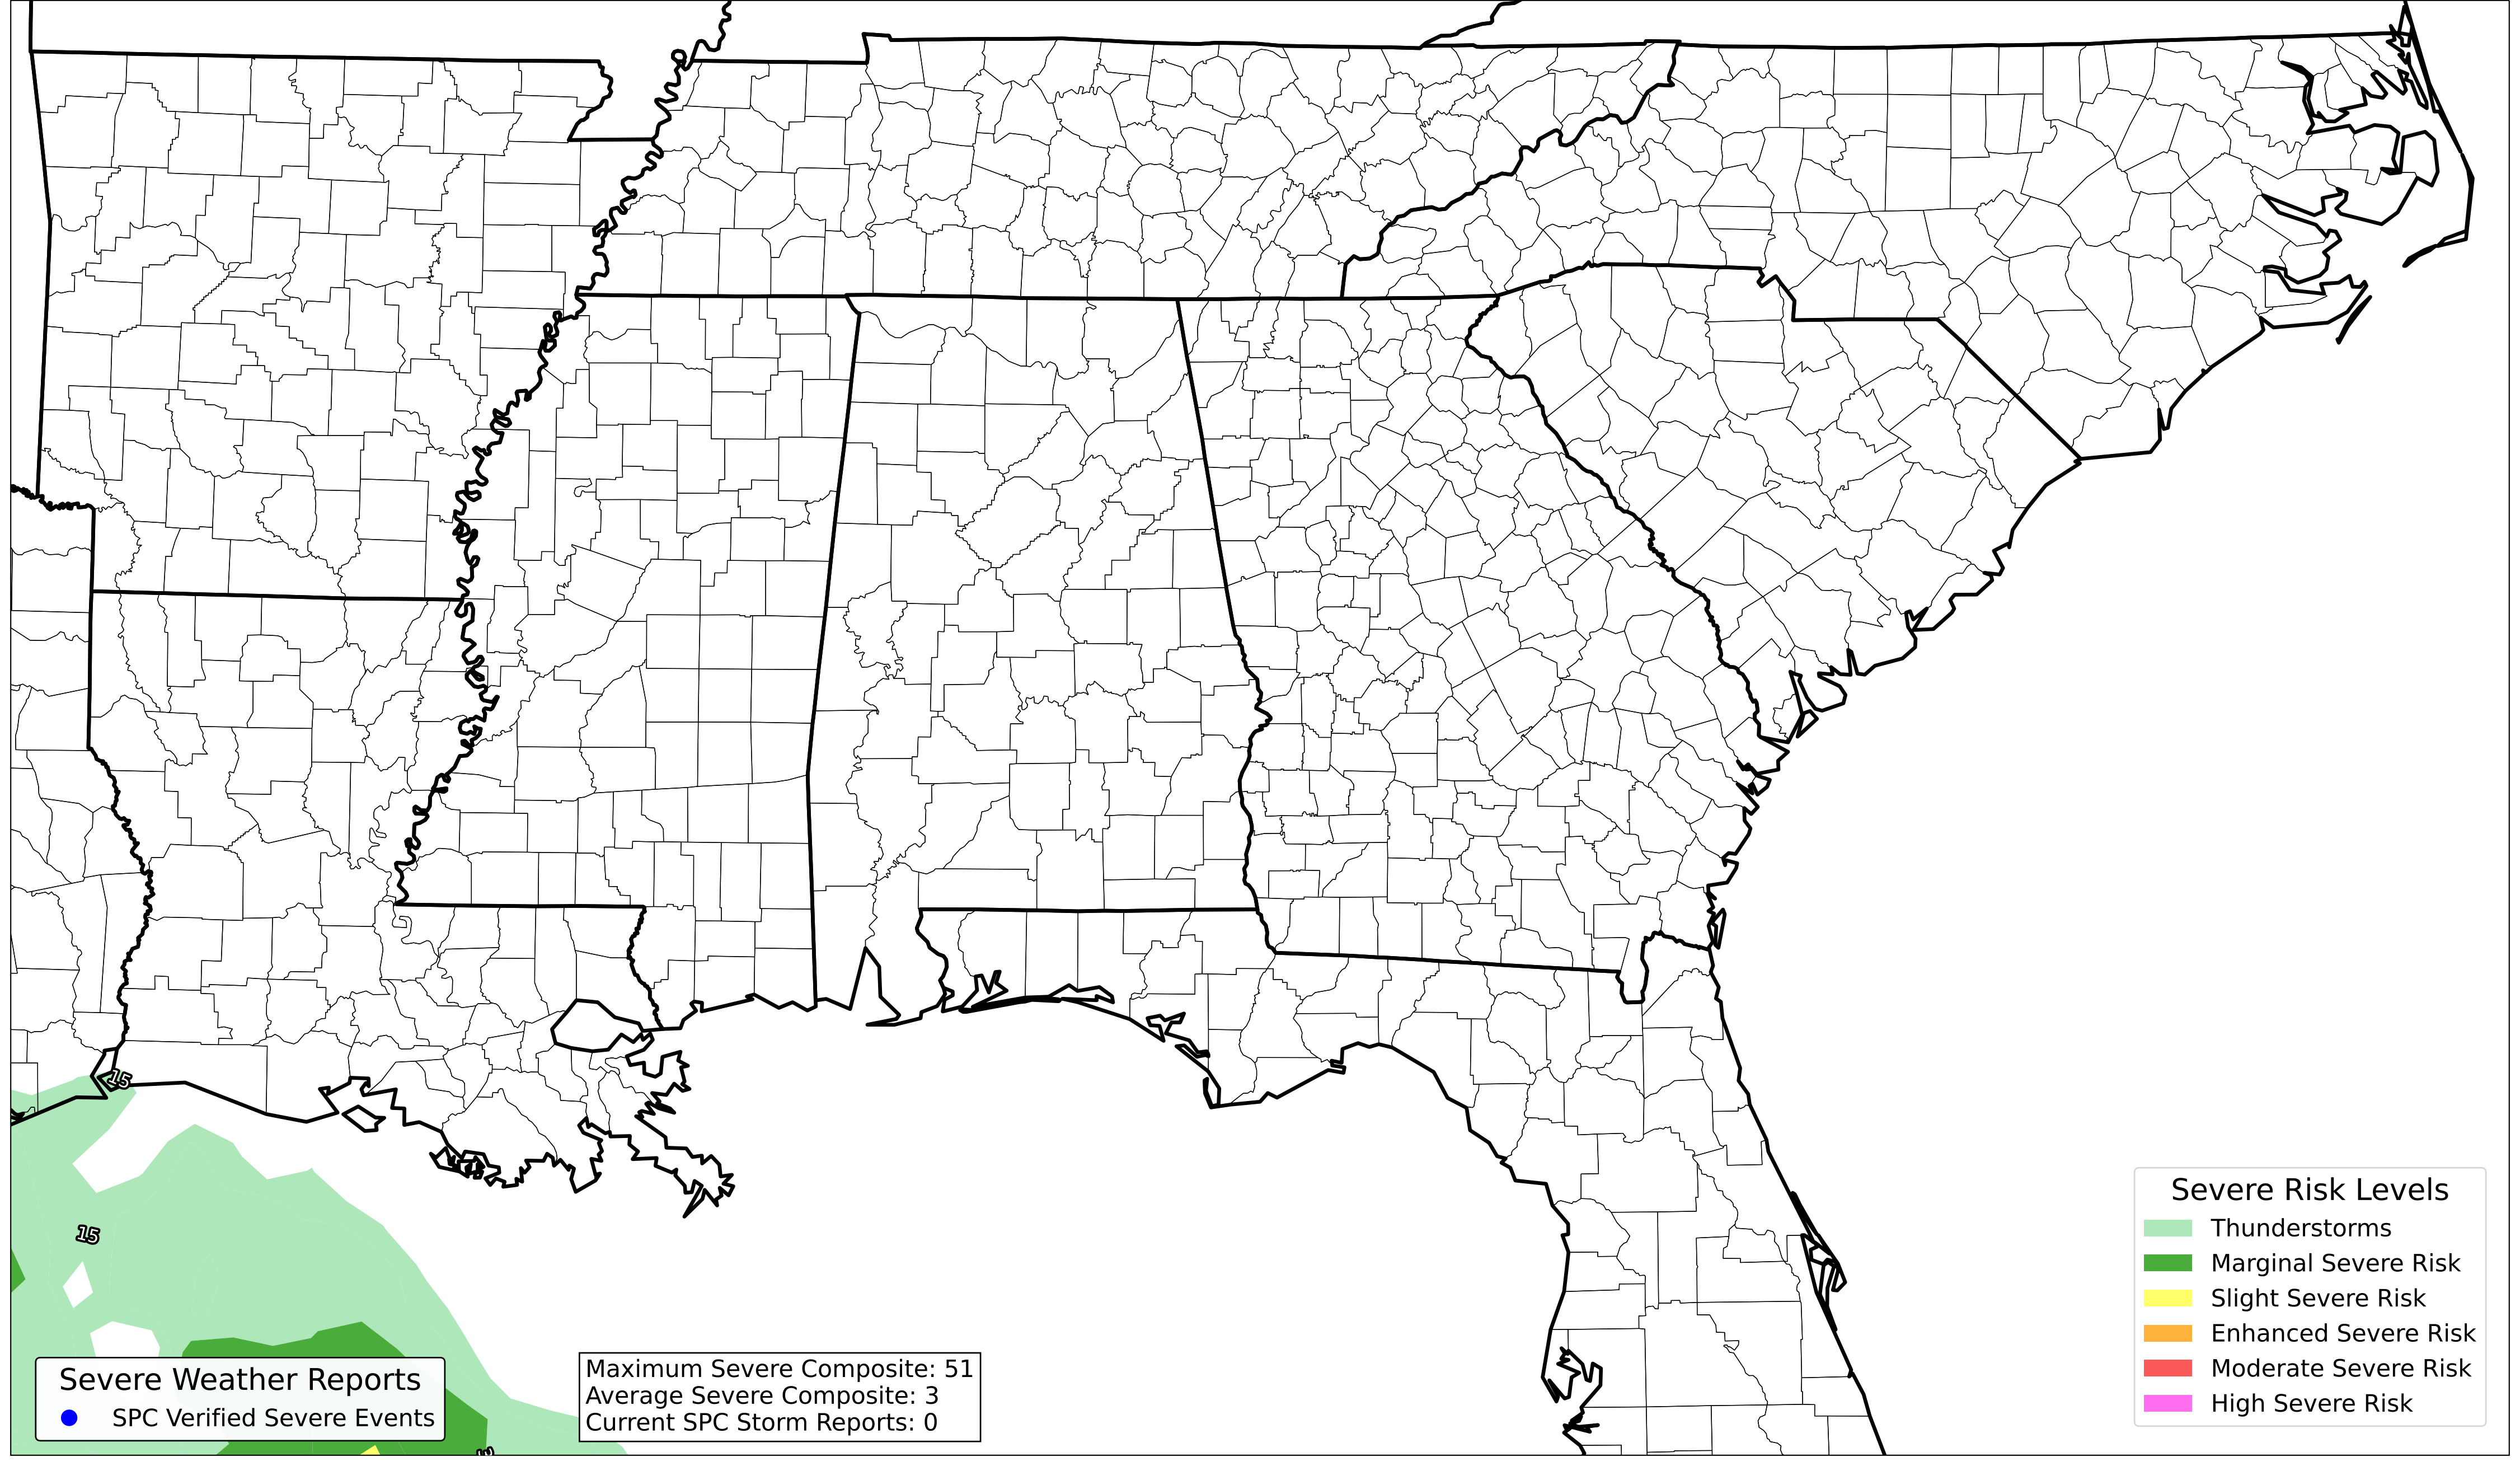 15
15
Severe Weather Reports
SPC Verified Severe Events
Maximum Severe Composite: 51
Average Severe Composite: 3
Current SPC Storm Reports: 0
Severe Risk Levels
Thunderstorms
Marginal Severe Risk
Slight Severe Risk
Enhanced Severe Risk
Moderate Severe Risk
High Severe Risk